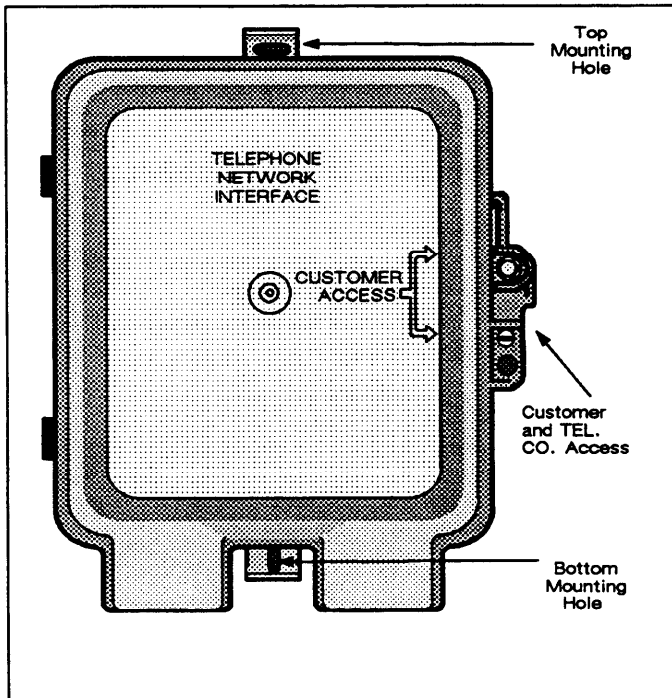 Top
Mounting
Hole
TELEPHONE
NETWORK
INTERFACE
CUSTOMER
ACCESS
Customer
and TEL.
CO. Access
Bottom
Mounting
Hole